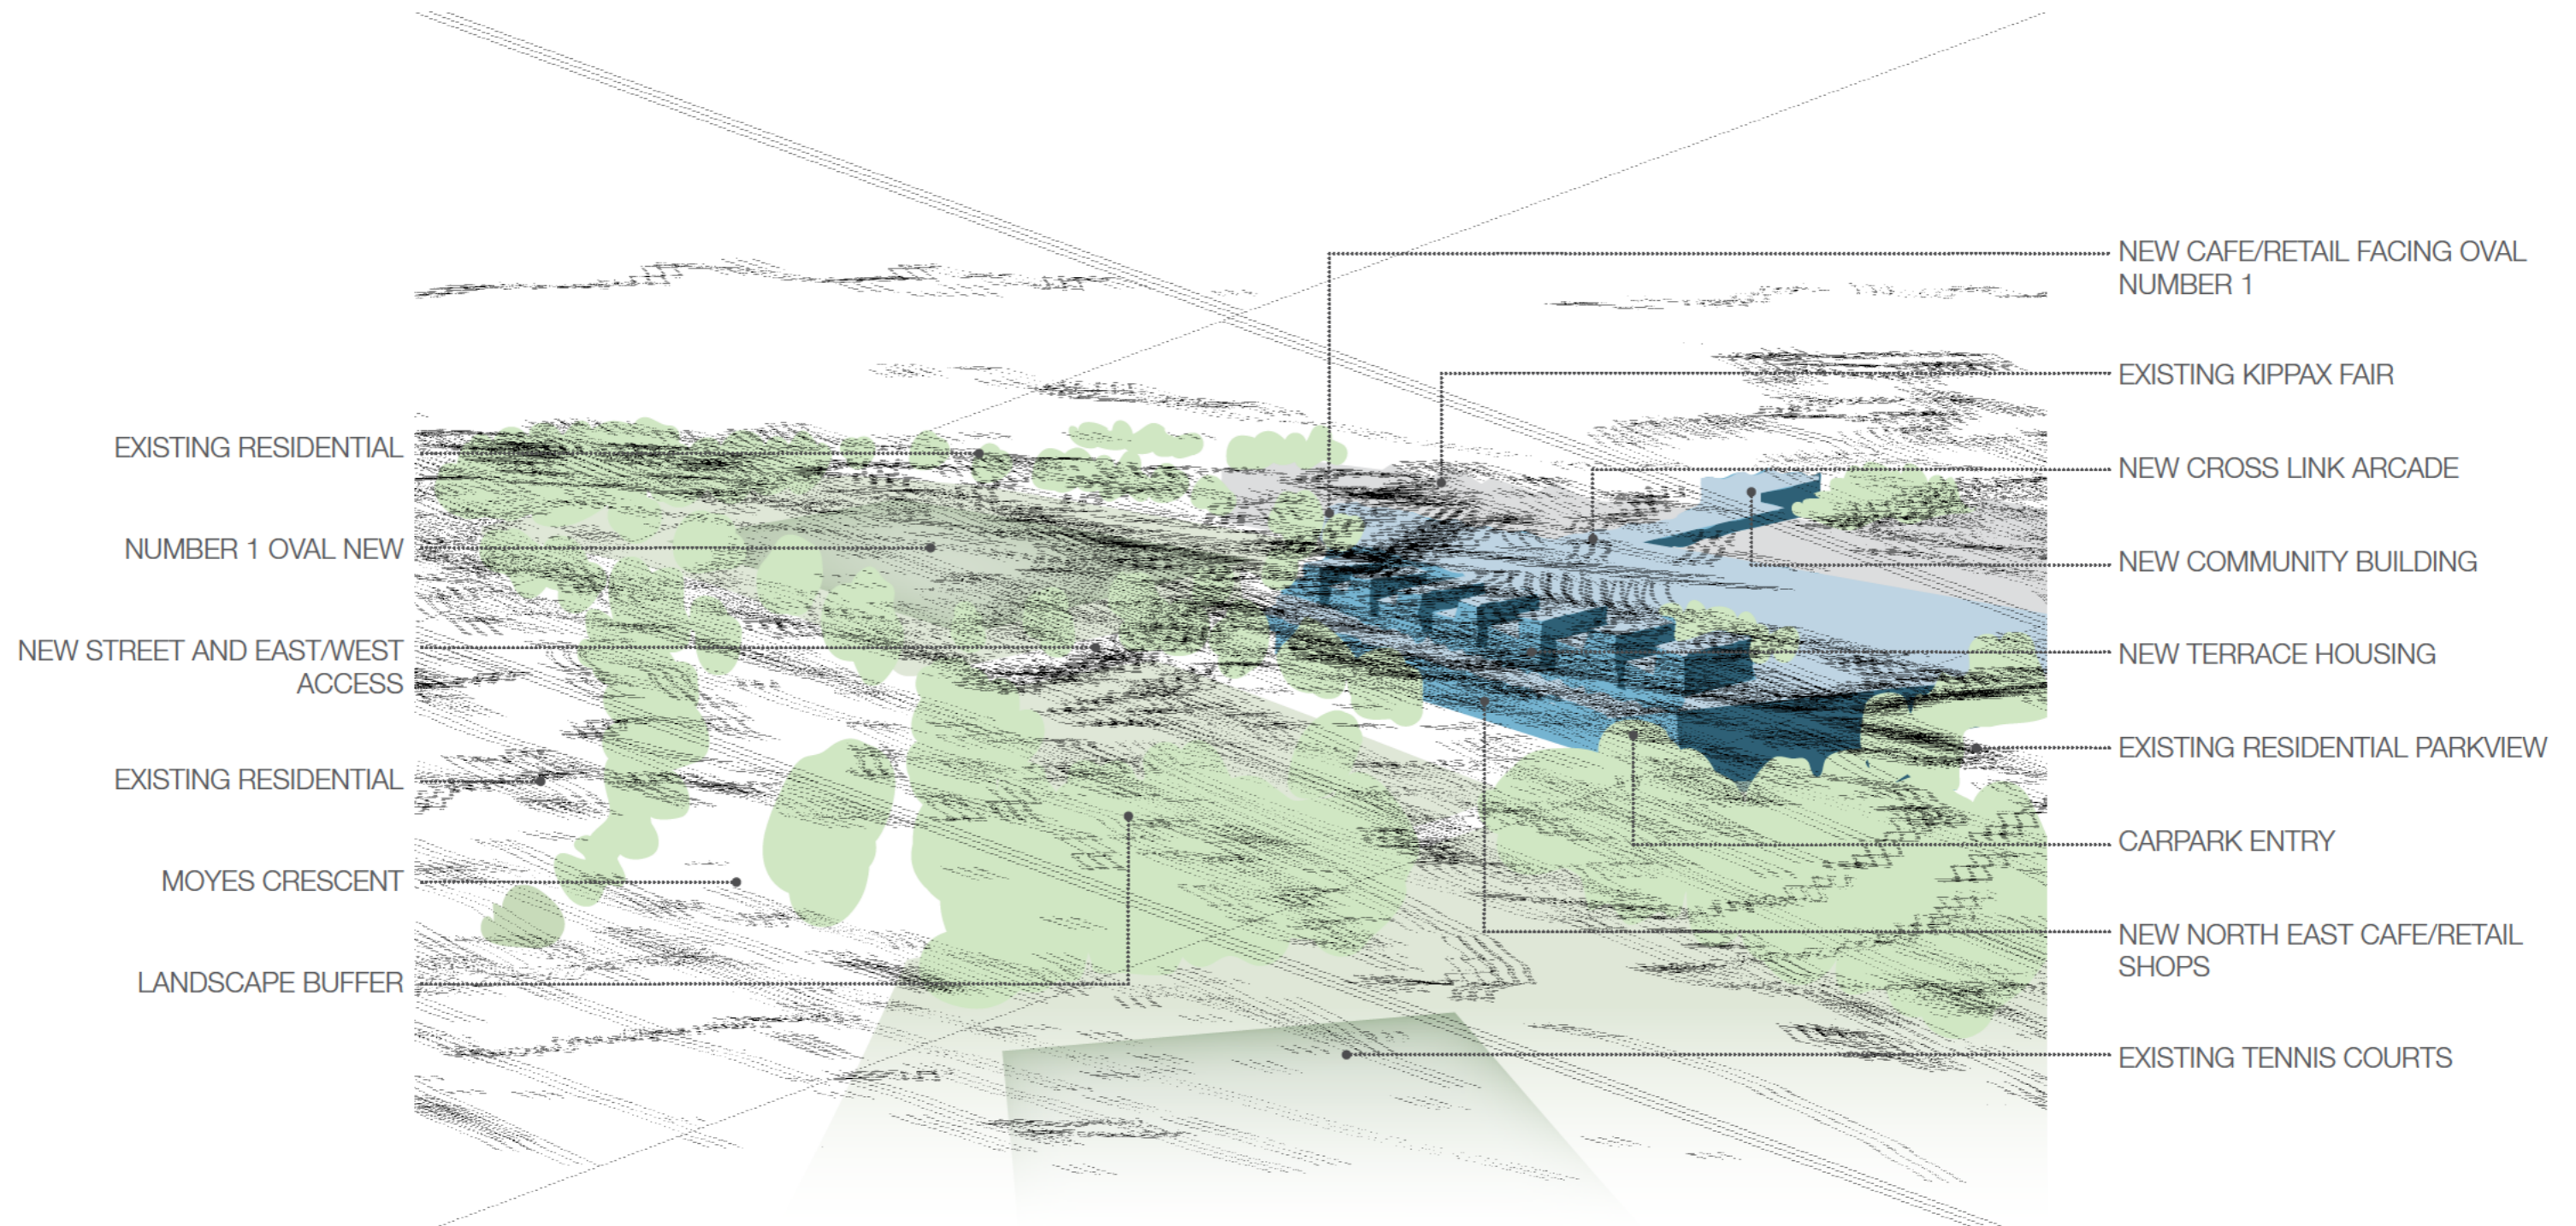 EXISTING RESIDENTIAL
NUMBER 1 OVAL NEW
NEW STREET AND EAST/WEST
ACCESS
EXISTING RESIDENTIAL
MOYES CRESCENT
LANDSCAPE BUFFER
NEW CAFE/RETAIL FACING OVAL
NUMBER 1
EXISTING KIPPAX FAIR
NEW CROSS LINK ARCADE
NEW COMMUNITY BUILDING
NEW TERRACE HOUSING
EXISTING RESIDENTIAL PARKVIEW
CARPARK ENTRY
NEW NORTH EAST CAFE/RETAIL
SHOPS
EXISTING TENNIS COURTS